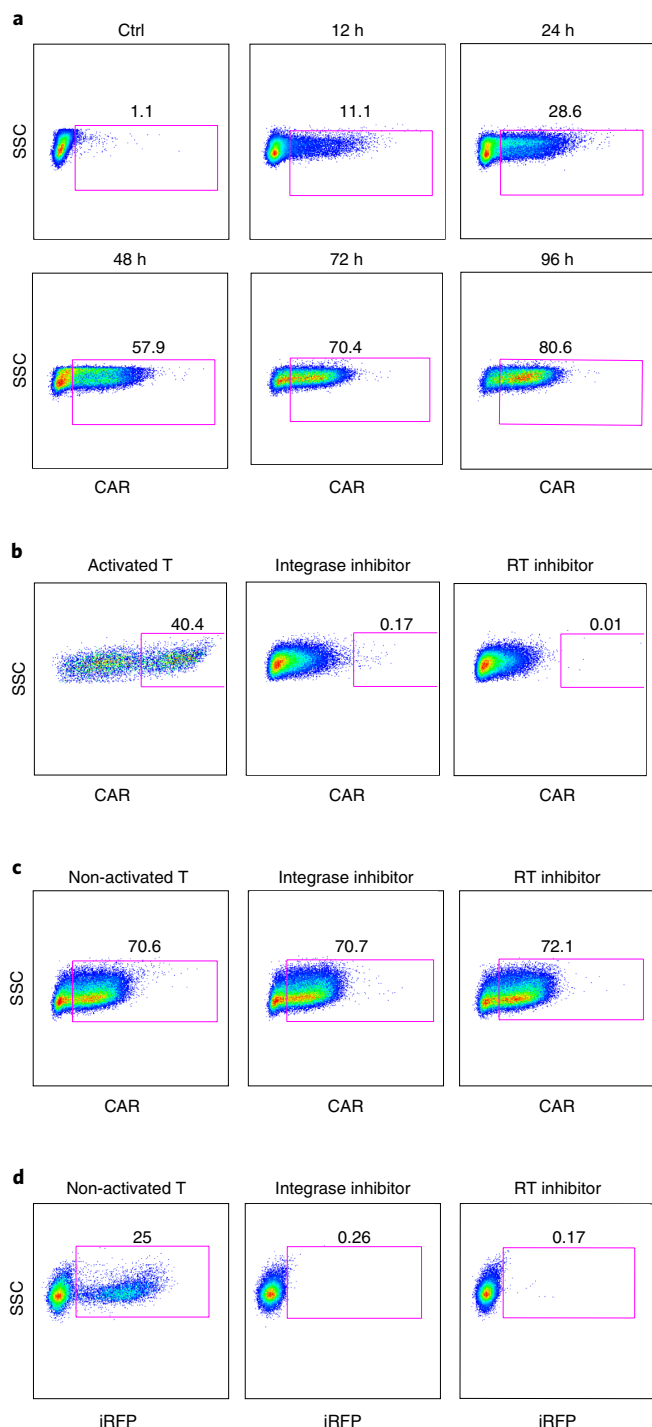 a
Ctrl 12 h 24 h
1.1 11.1 28.6
SSC
48 h 72 h 96 h
57.9 70.4 80.6
SSC
CAR CAR CAR
b
Activated T Integrase inhibitor RT inhibitor
40.4 0.17 0.01
SSC
CAR CAR CAR
c
Non-activated T Integrase inhibitor RT inhibitor
70.6 70.7 72.1
SSC
CAR CAR CAR
d
Non-activated T Integrase inhibitor RT inhibitor
25 0.26 0.17
SSC
iRFP iRFP iRFP